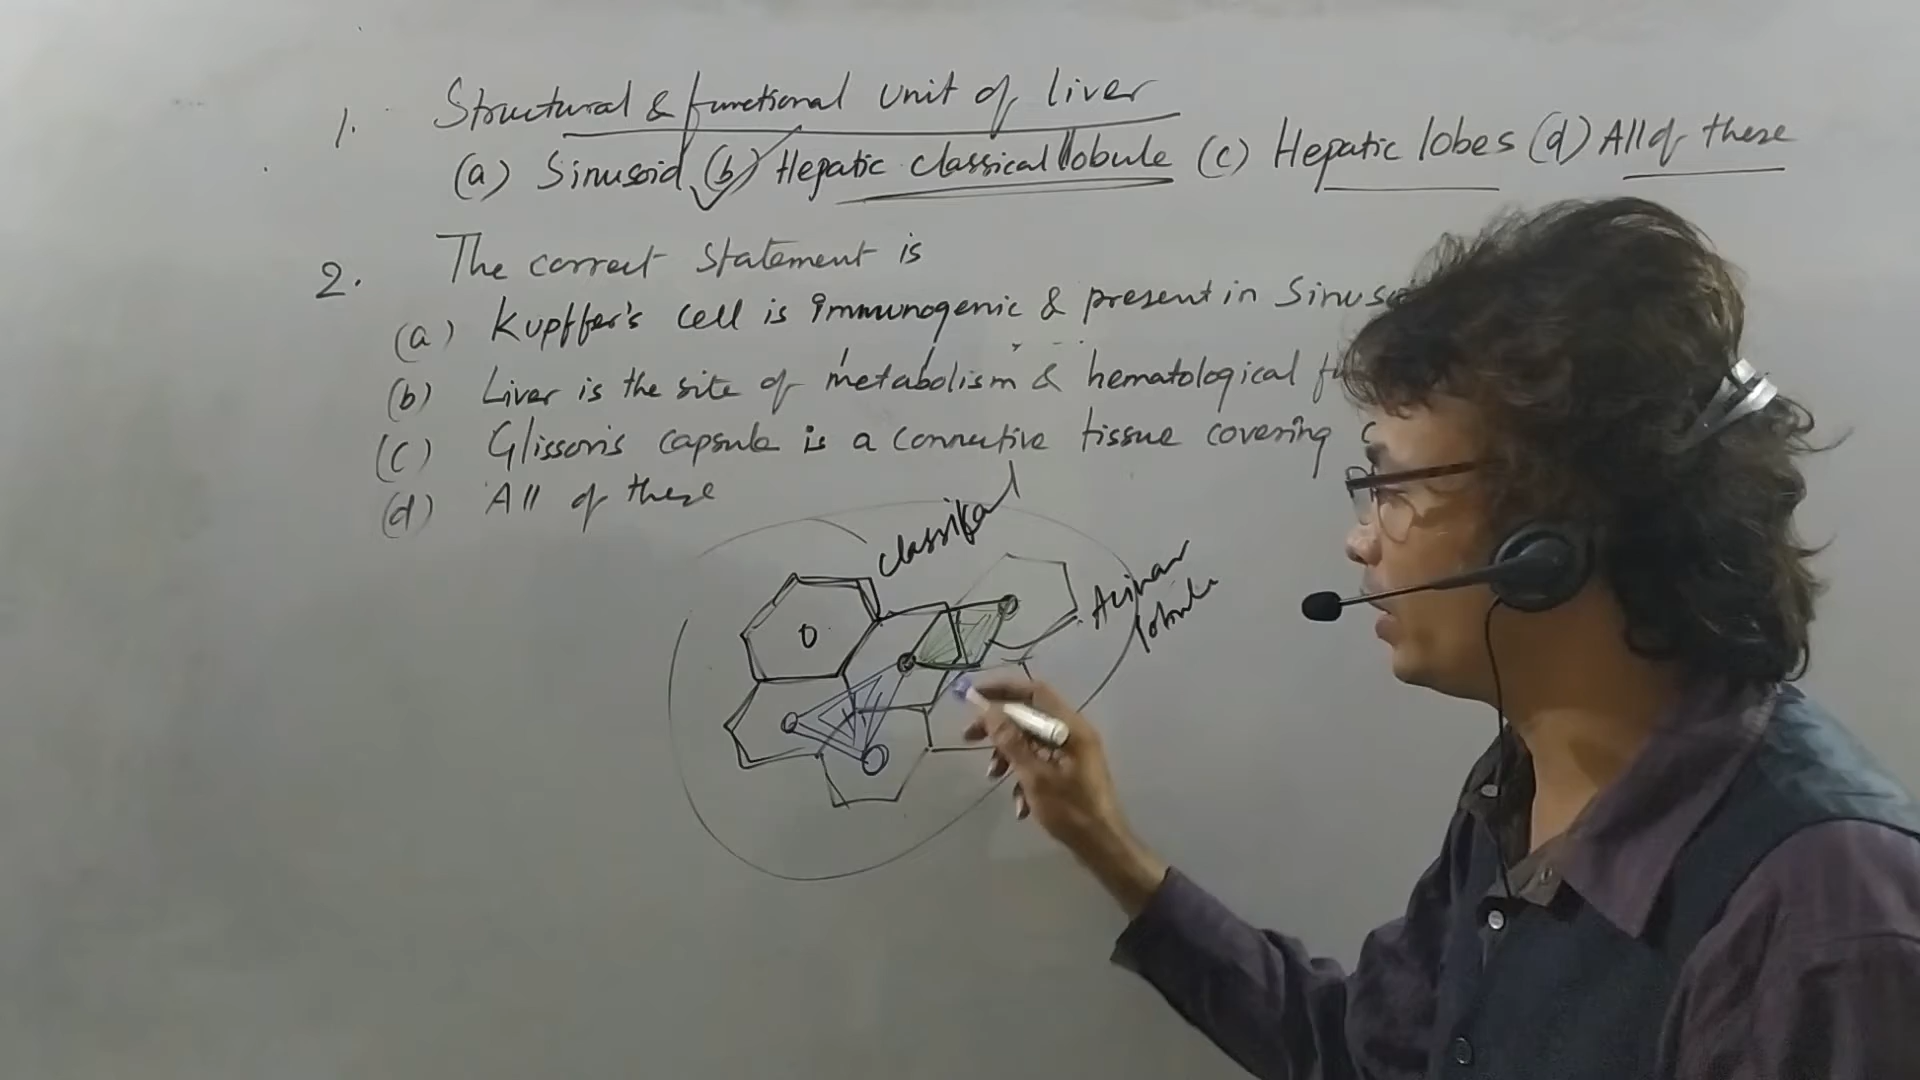 1. Structural & functional unit of liver
(a) Sinusoid (b) Hepatic classical lobule (c) Hepatic lobes (d) All of these
2. The correct statement is
(a) Kupffer's cell is immunogenic & present in
(b) Liver is the site of metabolism & hematological
(c) Glisson's capsule is a connective tissue covering
(d) All of these
Acinar
lobule